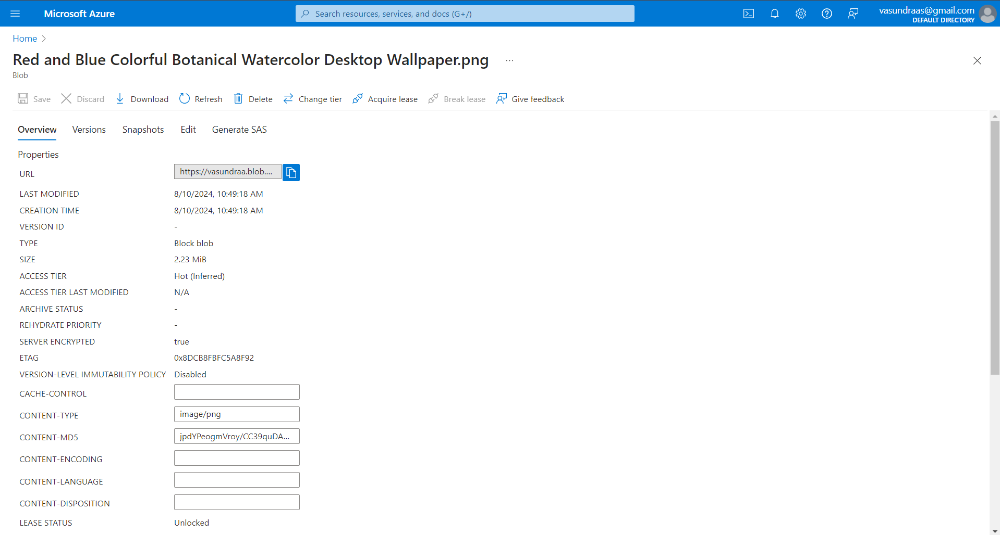 Microsoft Azure
Search resources, services, and docs (G+/)
vasundraas@gmail.com
DEFAULT DIRECTORY
Home
Red and Blue Colorful Botanical Watercolor Desktop Wallpaper.png ...
Blob
Save Discard Download Refresh Delete Change tier Acquire lease Break lease Give feedback
Overview Versions Snapshots Edit Generate SAS
Properties
URL https://vasundraa.blob....
LAST MODIFIED 8/10/2024, 10:49:18 AM
CREATION TIME 8/10/2024, 10:49:18 AM
VERSION ID -
TYPE Block blob
SIZE 2.23 MiB
ACCESS TIER Hot (Inferred)
ACCESS TIER LAST MODIFIED N/A
ARCHIVE STATUS -
REHYDRATE PRIORITY -
SERVER ENCRYPTED true
ETAG 0x8DCB8FBFC5A8F92
VERSION-LEVEL IMMUTABILITY POLICY Disabled
CACHE-CONTROL
CONTENT-TYPE image/png
CONTENT-MD5 jpdYPeogmVroy/CC39quDA...
CONTENT-ENCODING
CONTENT-LANGUAGE
CONTENT-DISPOSITION
LEASE STATUS Unlocked